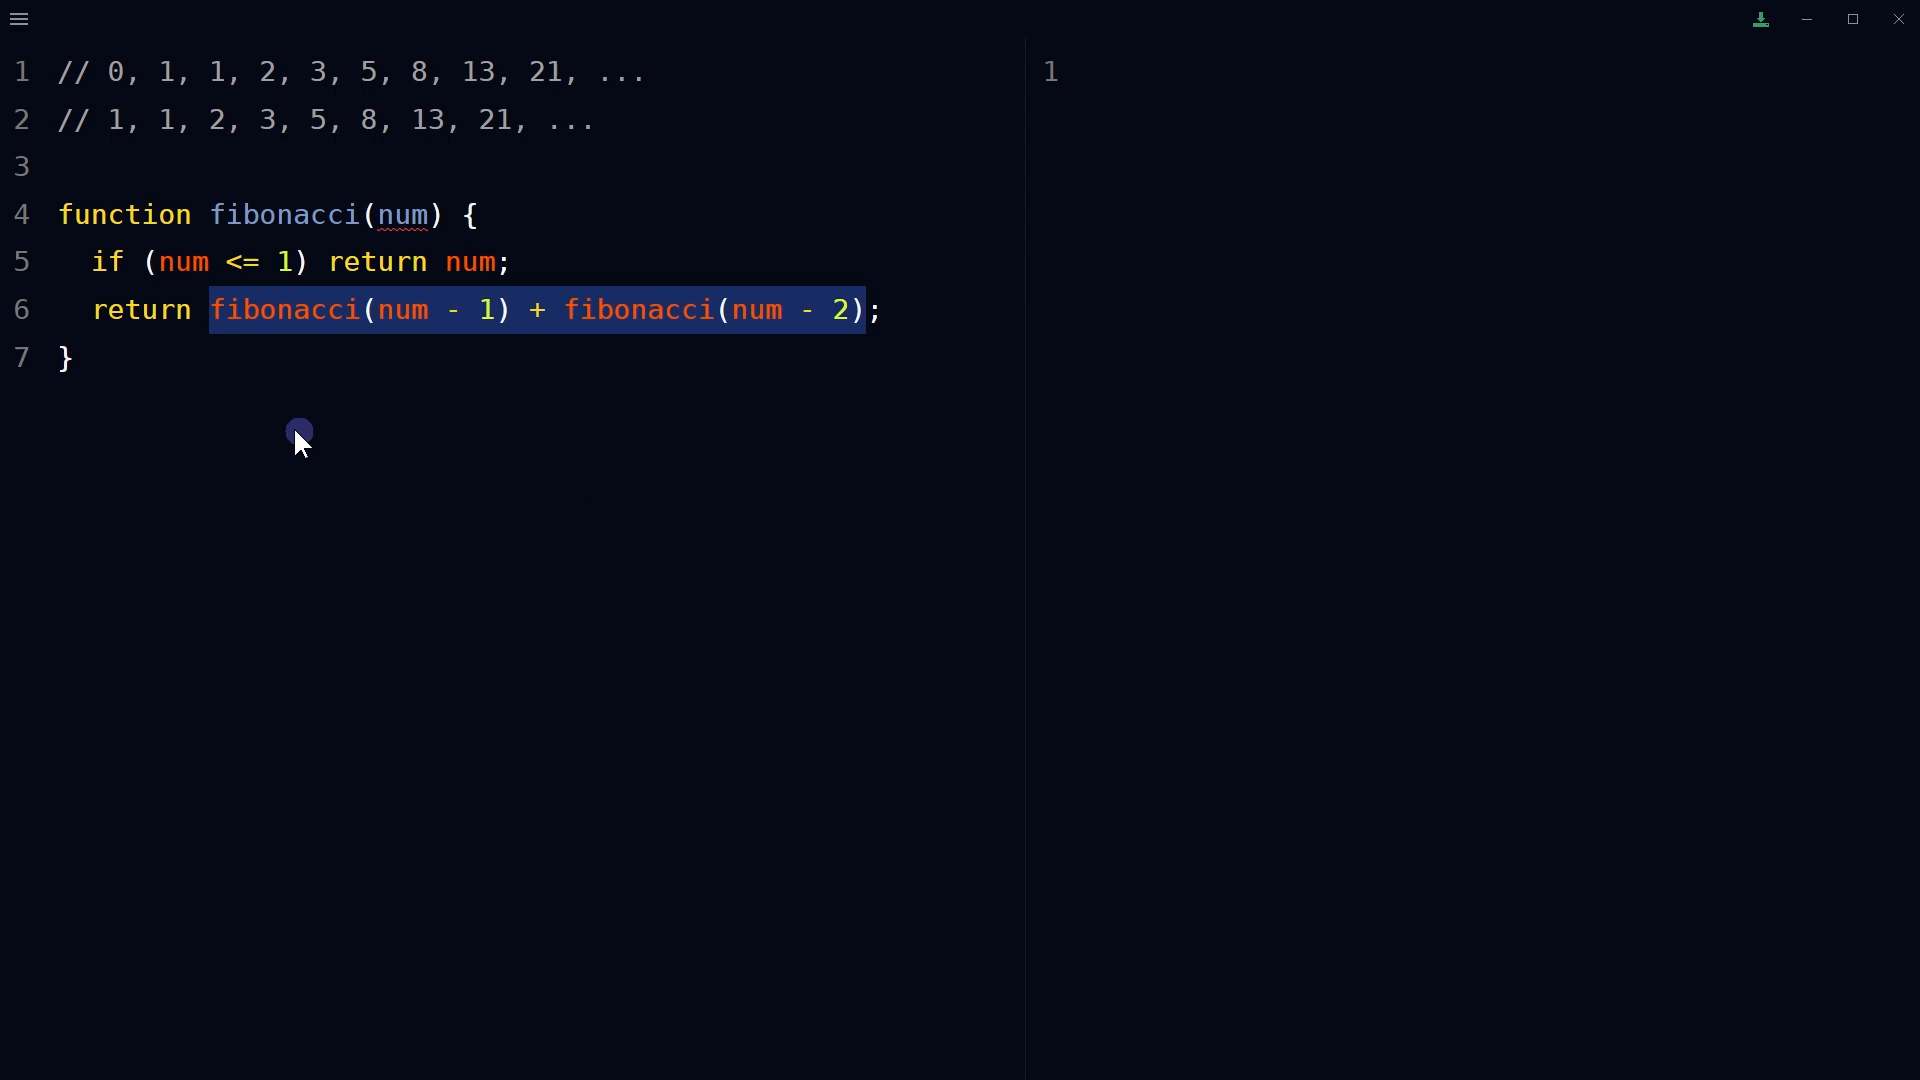 1 // 0, 1, 1, 2, 3, 5, 8, 13, 21, ...
2 // 1, 1, 2, 3, 5, 8, 13, 21, ...
3
4 function fibonacci(num) {
5   if (num <= 1) return num;
6   return fibonacci(num - 1) + fibonacci(num - 2);
7 }
1